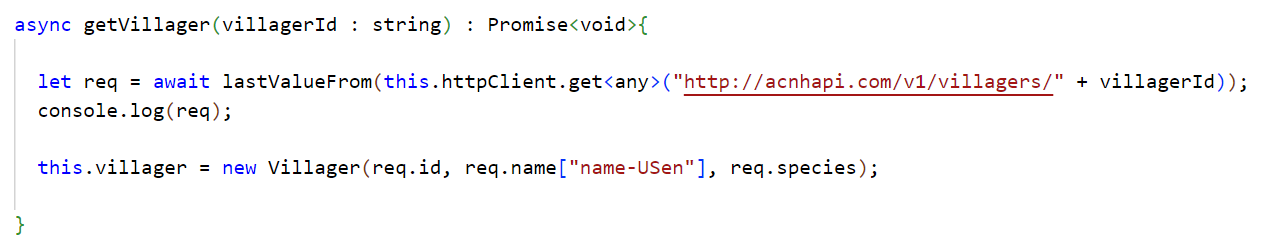 async getVillager(villagerId : string) : Promise<void>{
let req = await lastValueFrom(this.httpClient.get<any>("http://acnhapi.com/v1/villagers/" + villagerId));
console.log(req);
this.villager = new Villager(req.id, req.name["name-USen"], req.species);
}